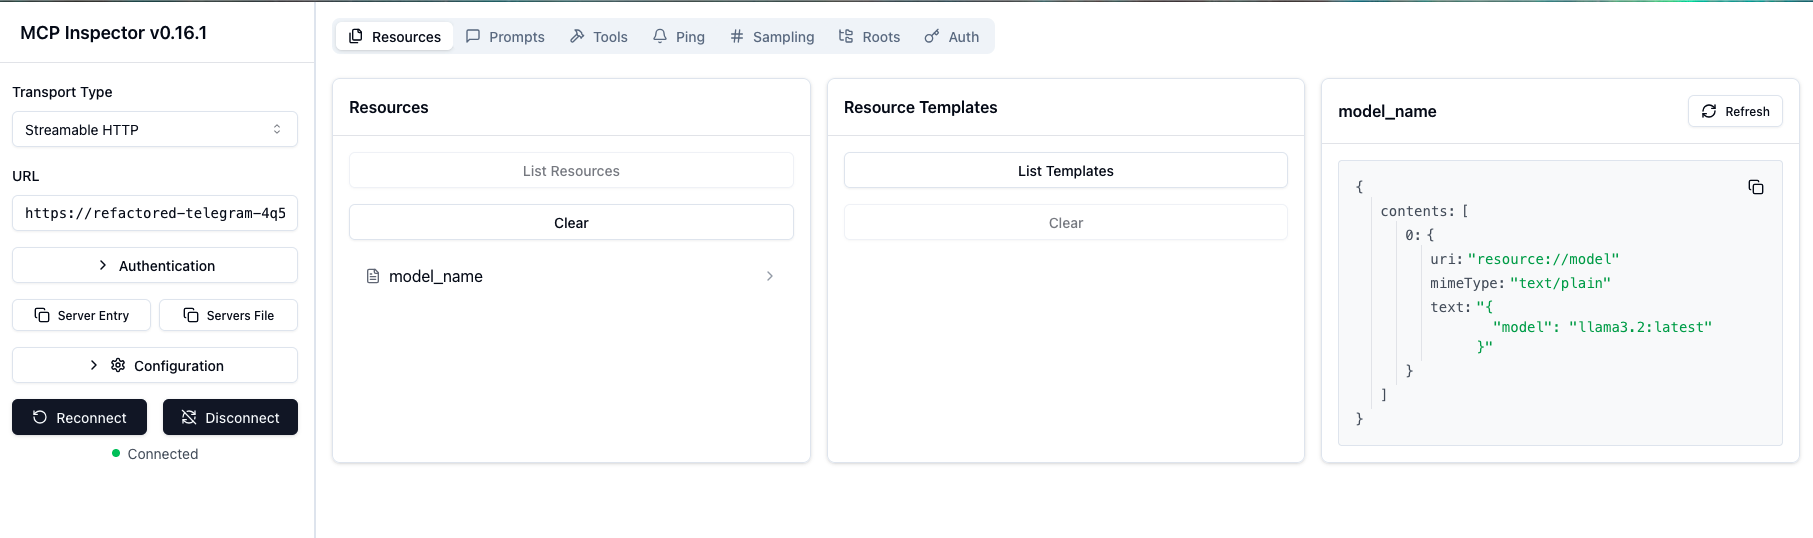 MCP Inspector v0.16.1
Transport Type
Streamable HTTP
URL
https://refactored-telegram-4q5
Authentication
Server Entry
Servers File
Configuration
Reconnect
Disconnect
Connected
Resources
Prompts
Tools
Ping
Sampling
Roots
Auth
Resources
List Resources
Clear
model_name
Resource Templates
List Templates
Clear
model_name
Refresh
{
contents: [
0: {
uri: "resource://model"
mimeType: "text/plain"
text: "{
"model": "llama3.2:latest"
}"
}
]
}